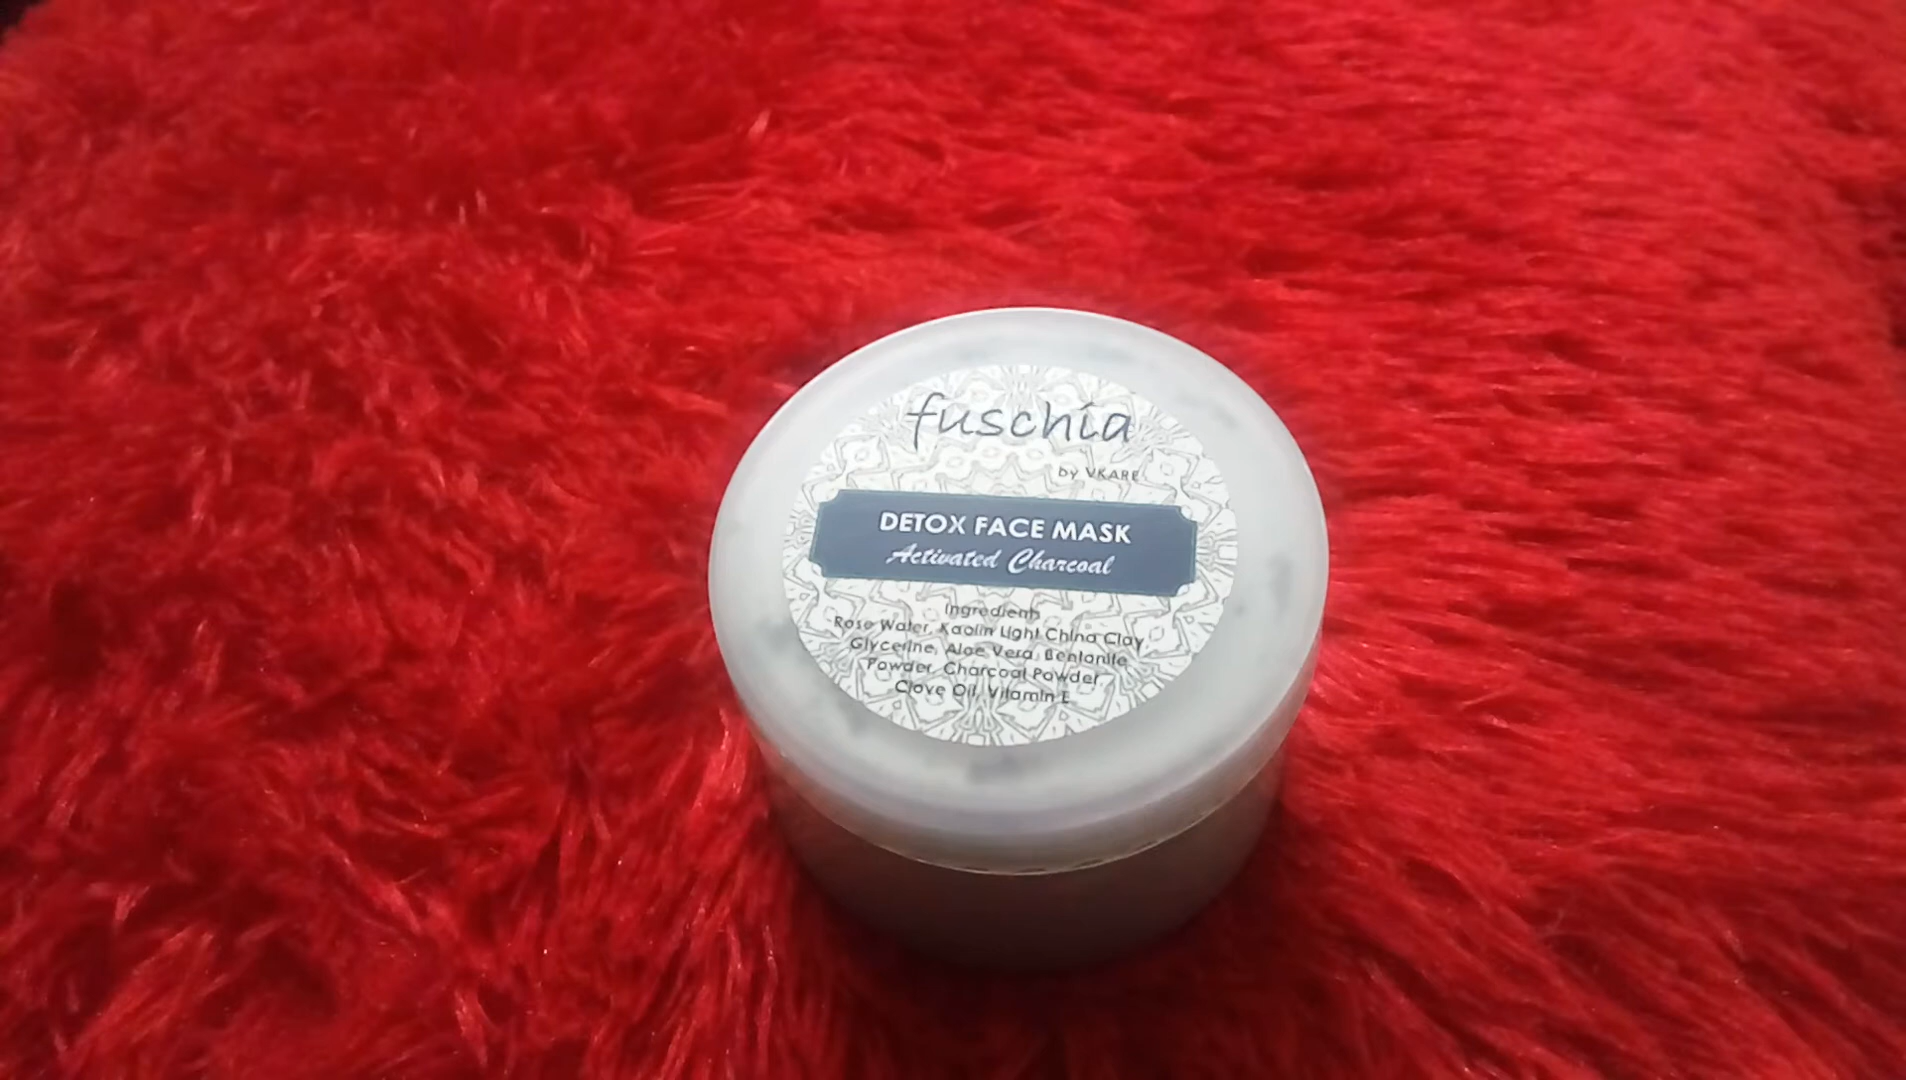 fuschia
by VKARE
DETOX FACE MASK
Activated Charcoal
Ingredients
Rose Water, Kaolin Light China Clay
Glycerine, Aloe Vera, Bentonite
Powder, Charcoal Powder
Clove Oil, Vitamin E